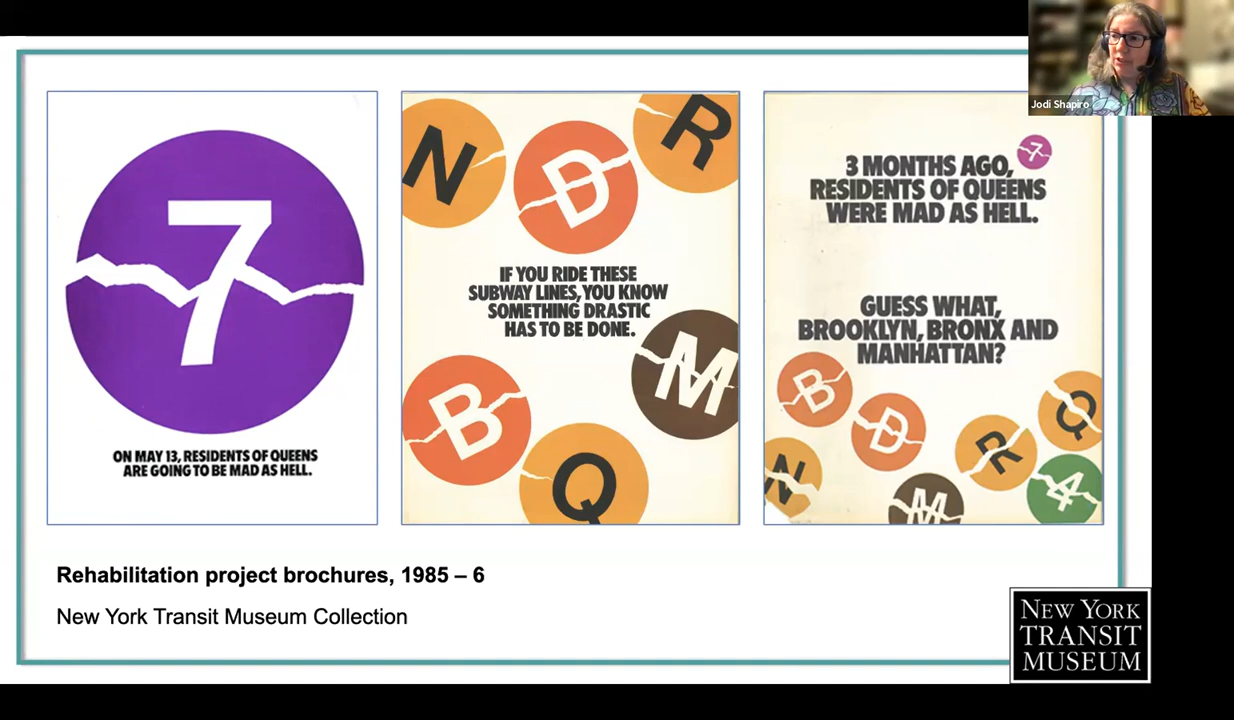 Jodi Shapiro
7
ON MAY 13, RESIDENTS OF QUEENS
ARE GOING TO BE MAD AS HELL.
N
D
R
IF YOU RIDE THESE
SUBWAY LINES, YOU KNOW
SOMETHING DRASTIC
HAS TO BE DONE.
M
B
Q
7
3 MONTHS AGO,
RESIDENTS OF QUEENS
WERE MAD AS HELL.
GUESS WHAT,
BROOKLYN, BRONX AND
MANHATTAN?
B
D
R
Q
N
M
4
Rehabilitation project brochures, 1985 – 6
New York Transit Museum Collection
NEW YORK
TRANSIT
MUSEUM